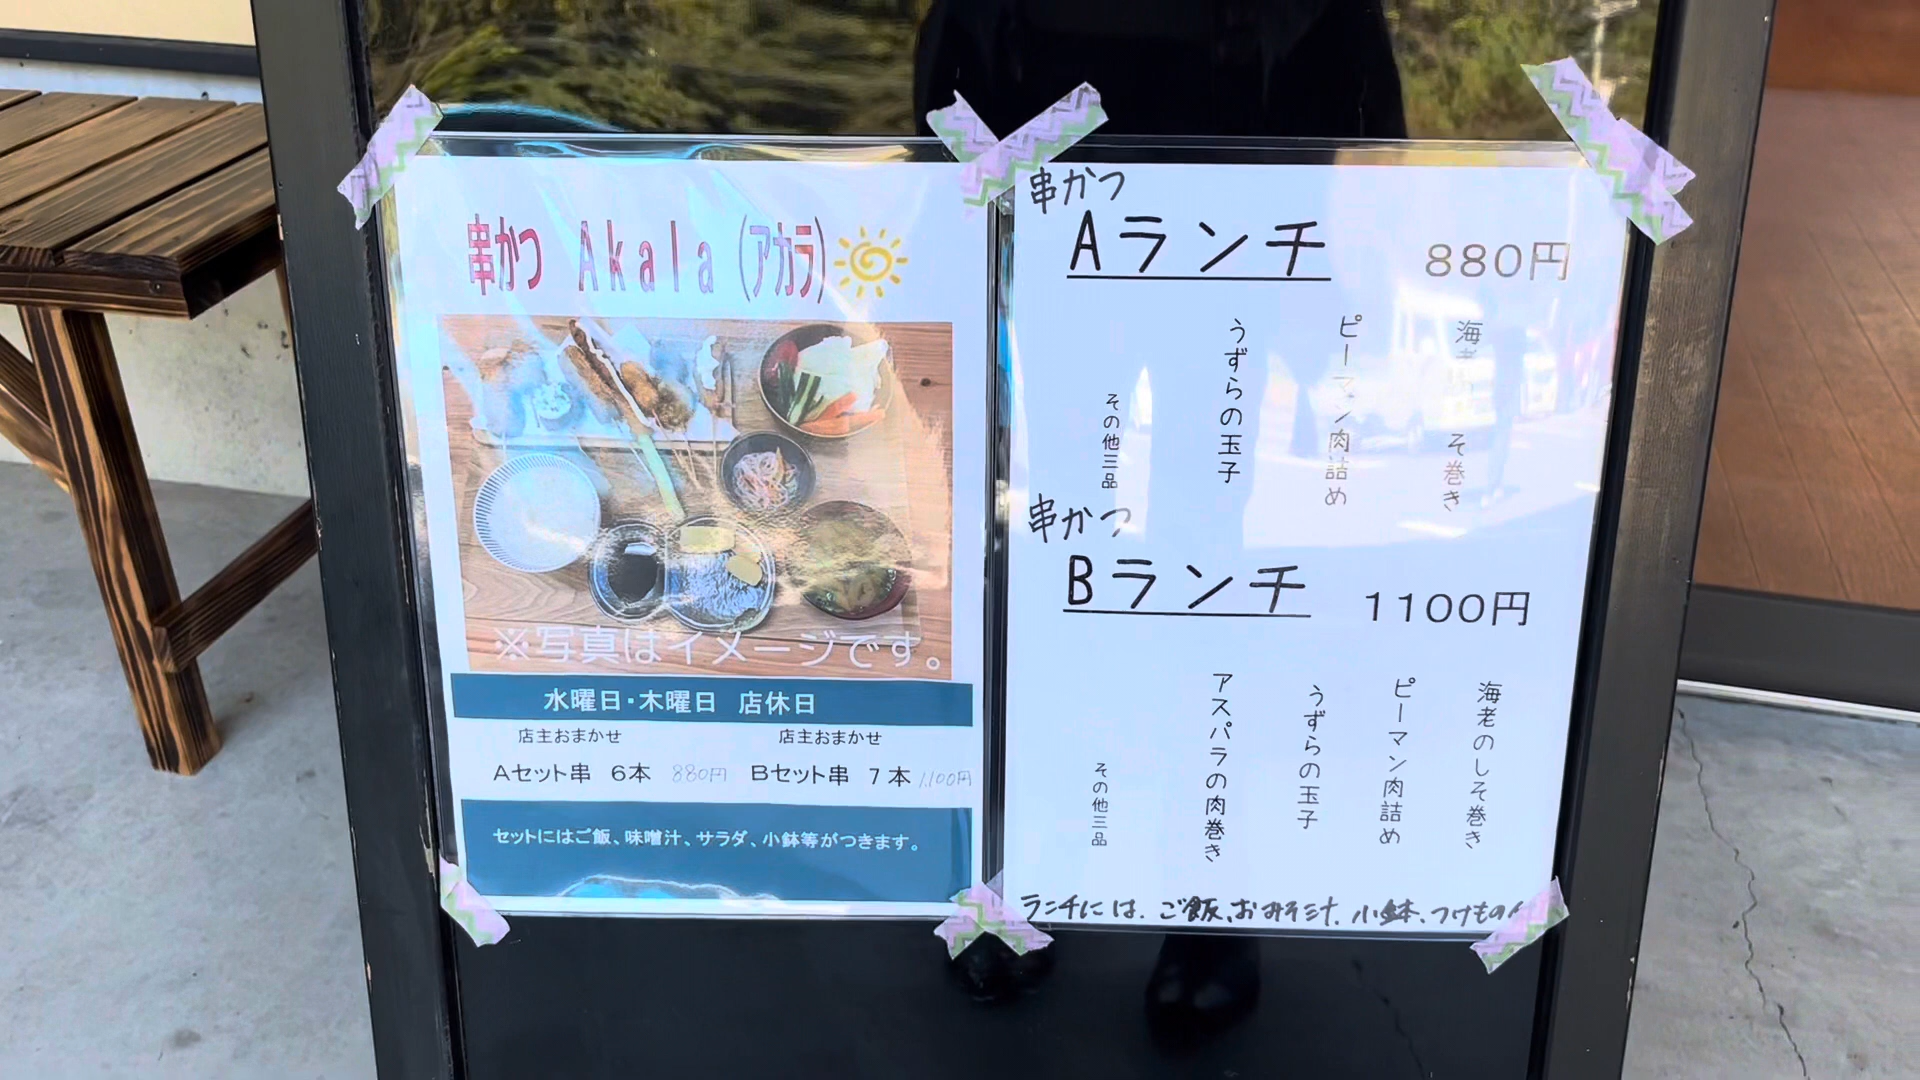 串かつ Akala (アカラ)
※写真はイメージです。
水曜日・木曜日 店休日
店主おまかせ 店主おまかせ
Aセット串 6本 880円 Bセット串 7本 1,100円
セットにはご飯、味噌汁、サラダ、小鉢等がつきます。
串かつ
Aランチ 880円
海老 そ巻き
ピーマン肉詰め
うずらの玉子
その他三品
串かつ
Bランチ 1100円
海老のしそ巻き
ピーマン肉詰め
うずらの玉子
アスパラの肉巻き
その他三品
ランチには、ご飯、おみそ汁、小鉢、つけもの